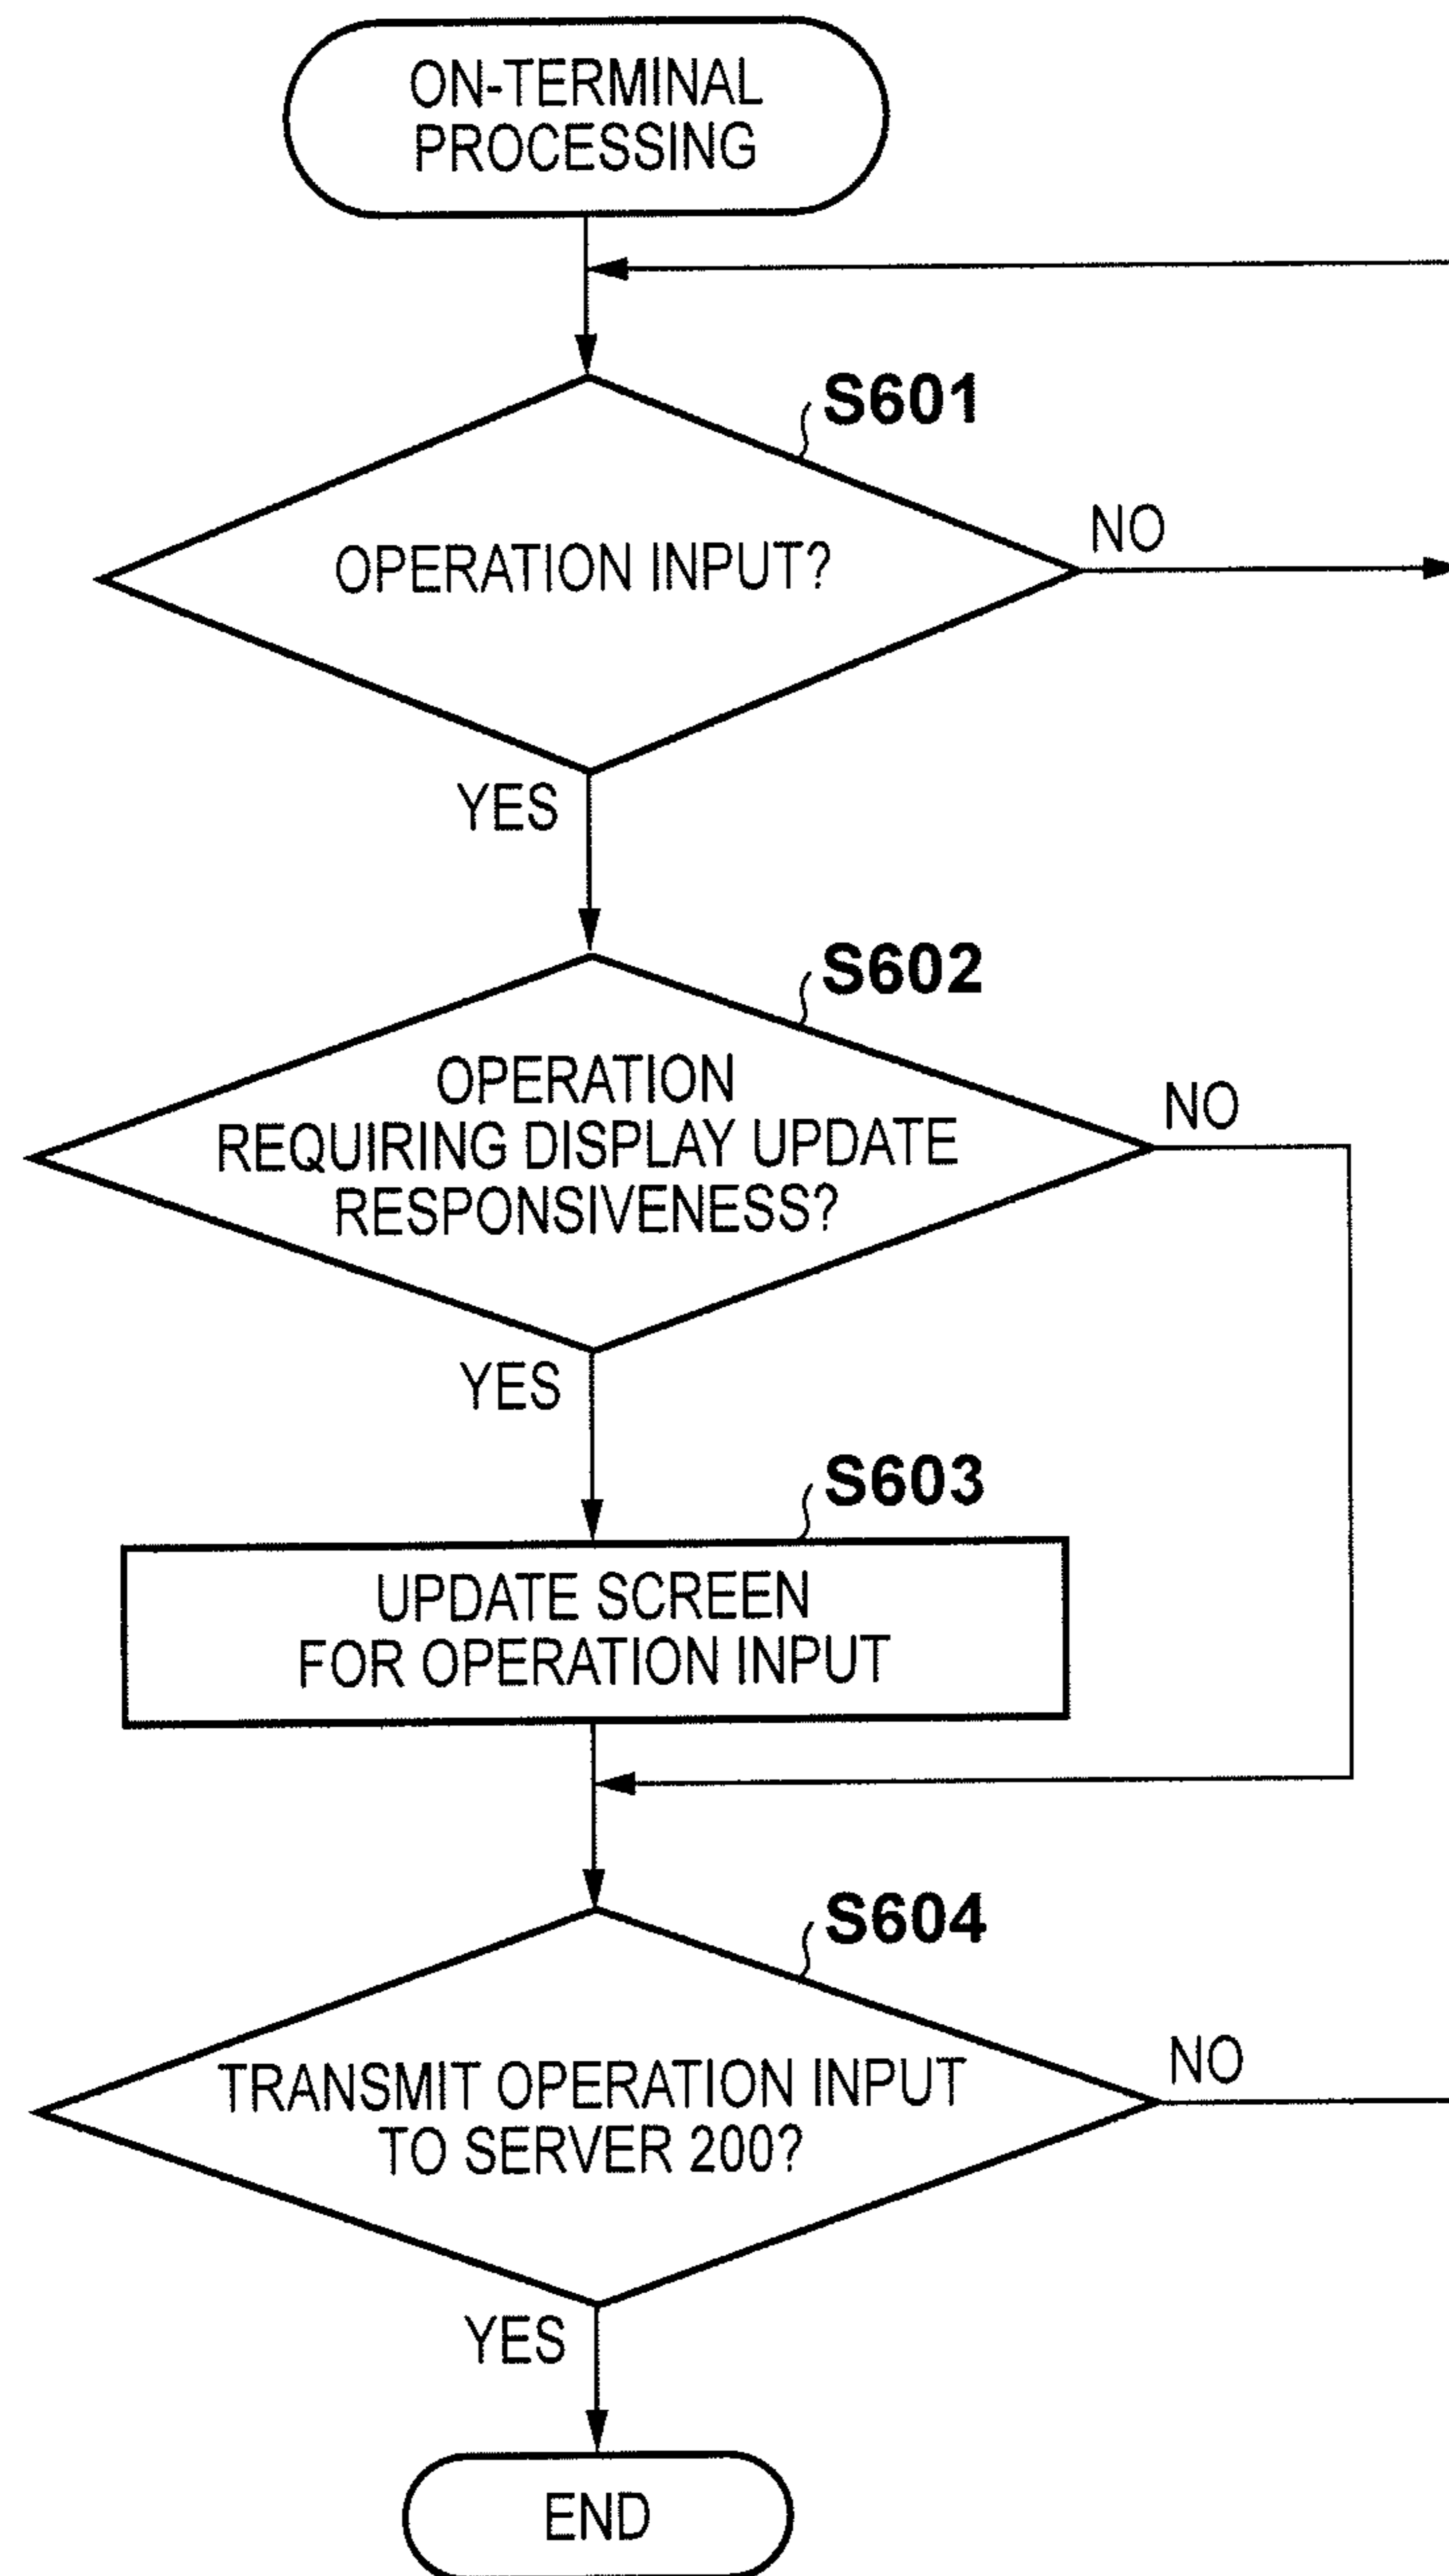 ON-TERMINAL
PROCESSING
S601
OPERATION INPUT?
NO
YES
S602
OPERATION
REQUIRING DISPLAY UPDATE
RESPONSIVENESS?
NO
YES
S603
UPDATE SCREEN
FOR OPERATION INPUT
S604
TRANSMIT OPERATION INPUT
TO SERVER 200?
NO
YES
END